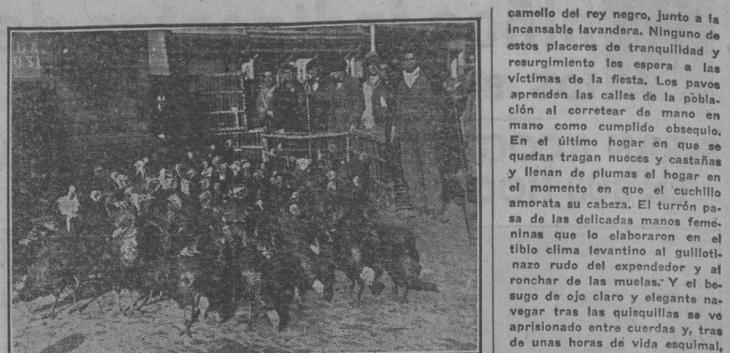 camello del rey negro, junto a la
incansable lavandera. Ninguno de
estos placeres de tranquilidad y
resurgimiento les espera a las
víctimas de la fiesta. Los pavos
aprenden las calles de la pobla-
ción al corretear de mano en
mano como cumplido obsequio.
En el último hogar en que se
quedan tragan nueces y castañas
y llenan de plumas el hogar en
el momento en que el cuchillo
amorata su cabeza. El turrón pa-
sa de las delicadas manos feme-
ninas que lo elaboraron en el
tibio clima levantino al guilloti-
nazo rudo del expendedor y al
ronchar de las muelas. Y el be-
sugo de ojo claro y elegante na-
vegar tras las quisquillas se ve
aprisionado entre cuerdas y, tras
de unas horas de vida esquimal,